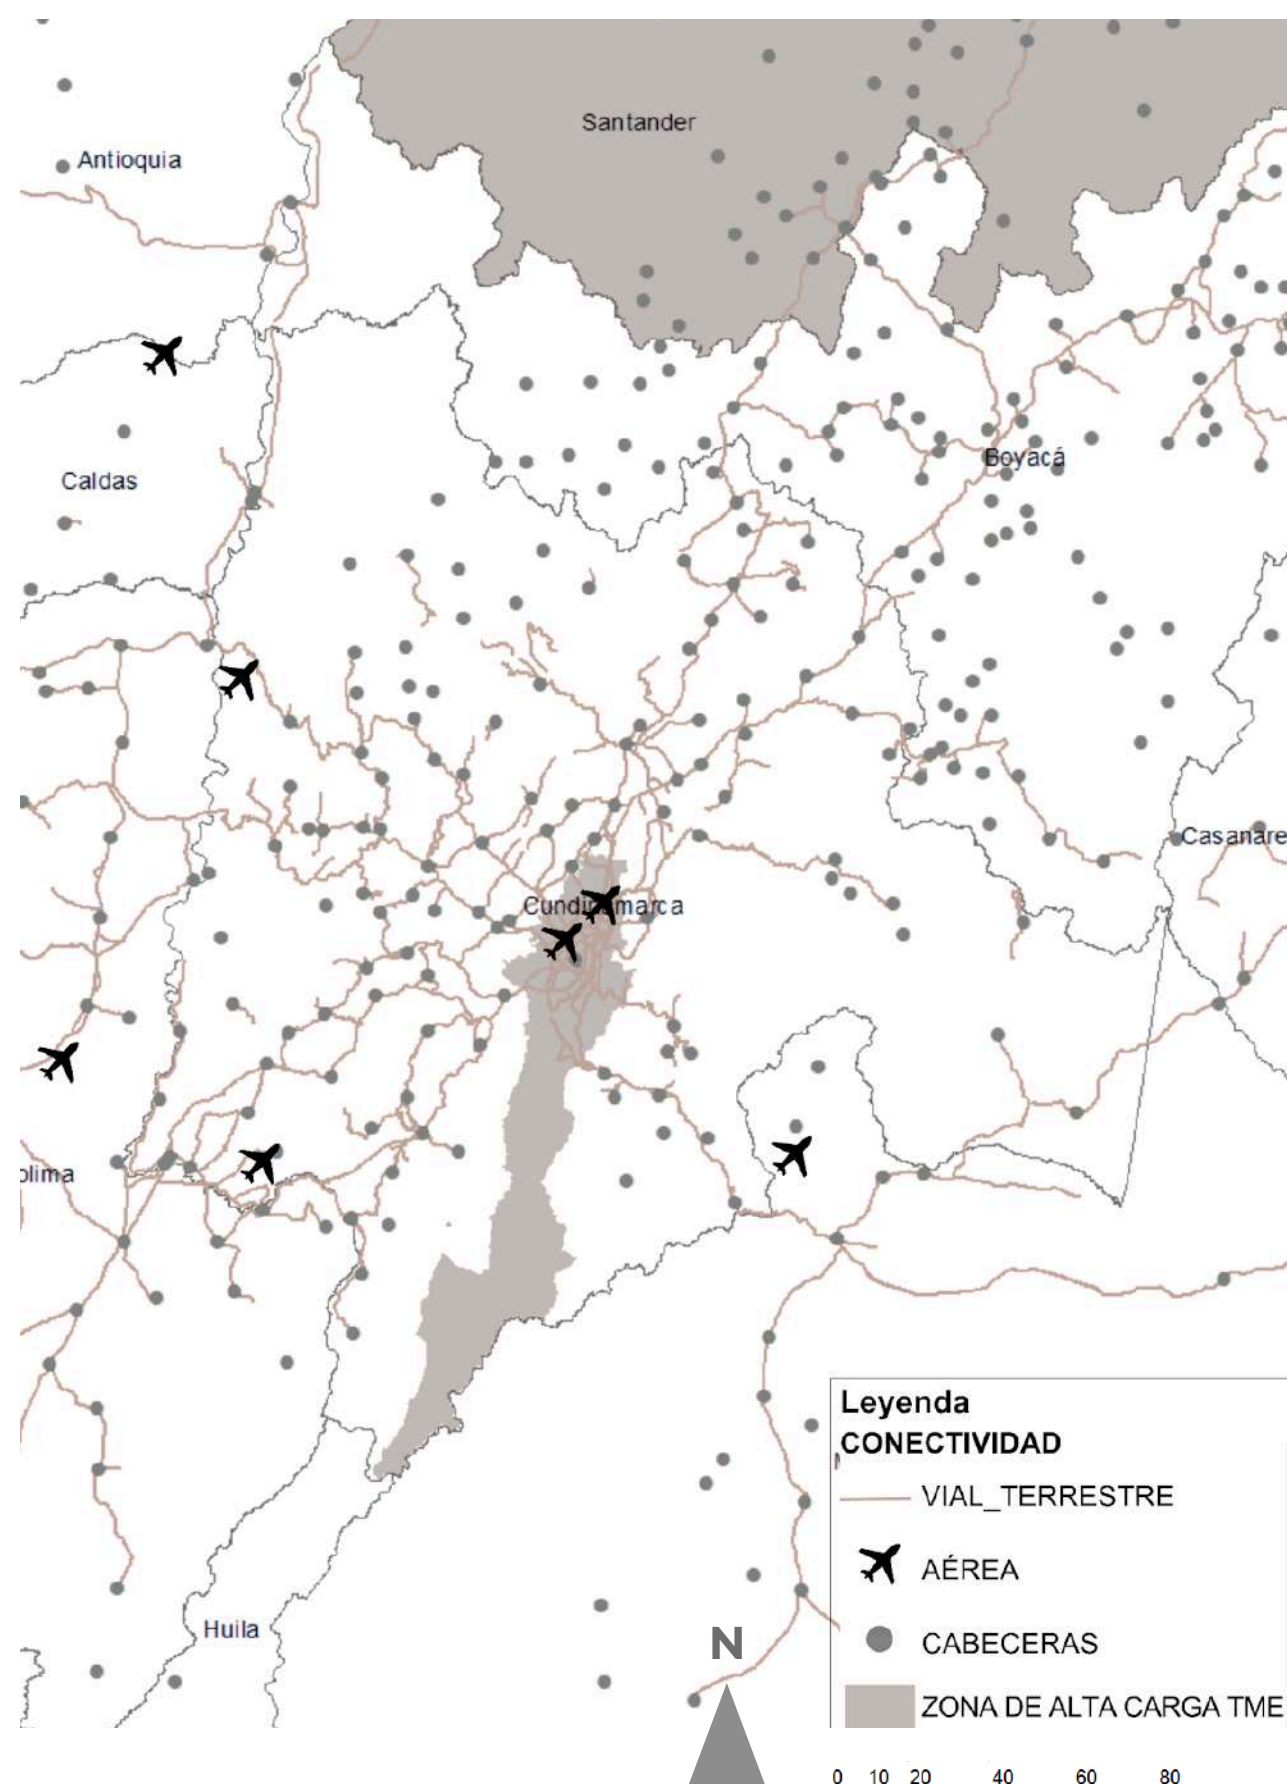 Santander
Antioquia
Boyacá
Caldas
Casanare
Cundinamarca
olima
Huila
Leyenda
CONECTIVIDAD
VIAL_TERRESTRE
AÉREA
CABECERAS
ZONA DE ALTA CARGA TME
N
0 10 20 40 60 80